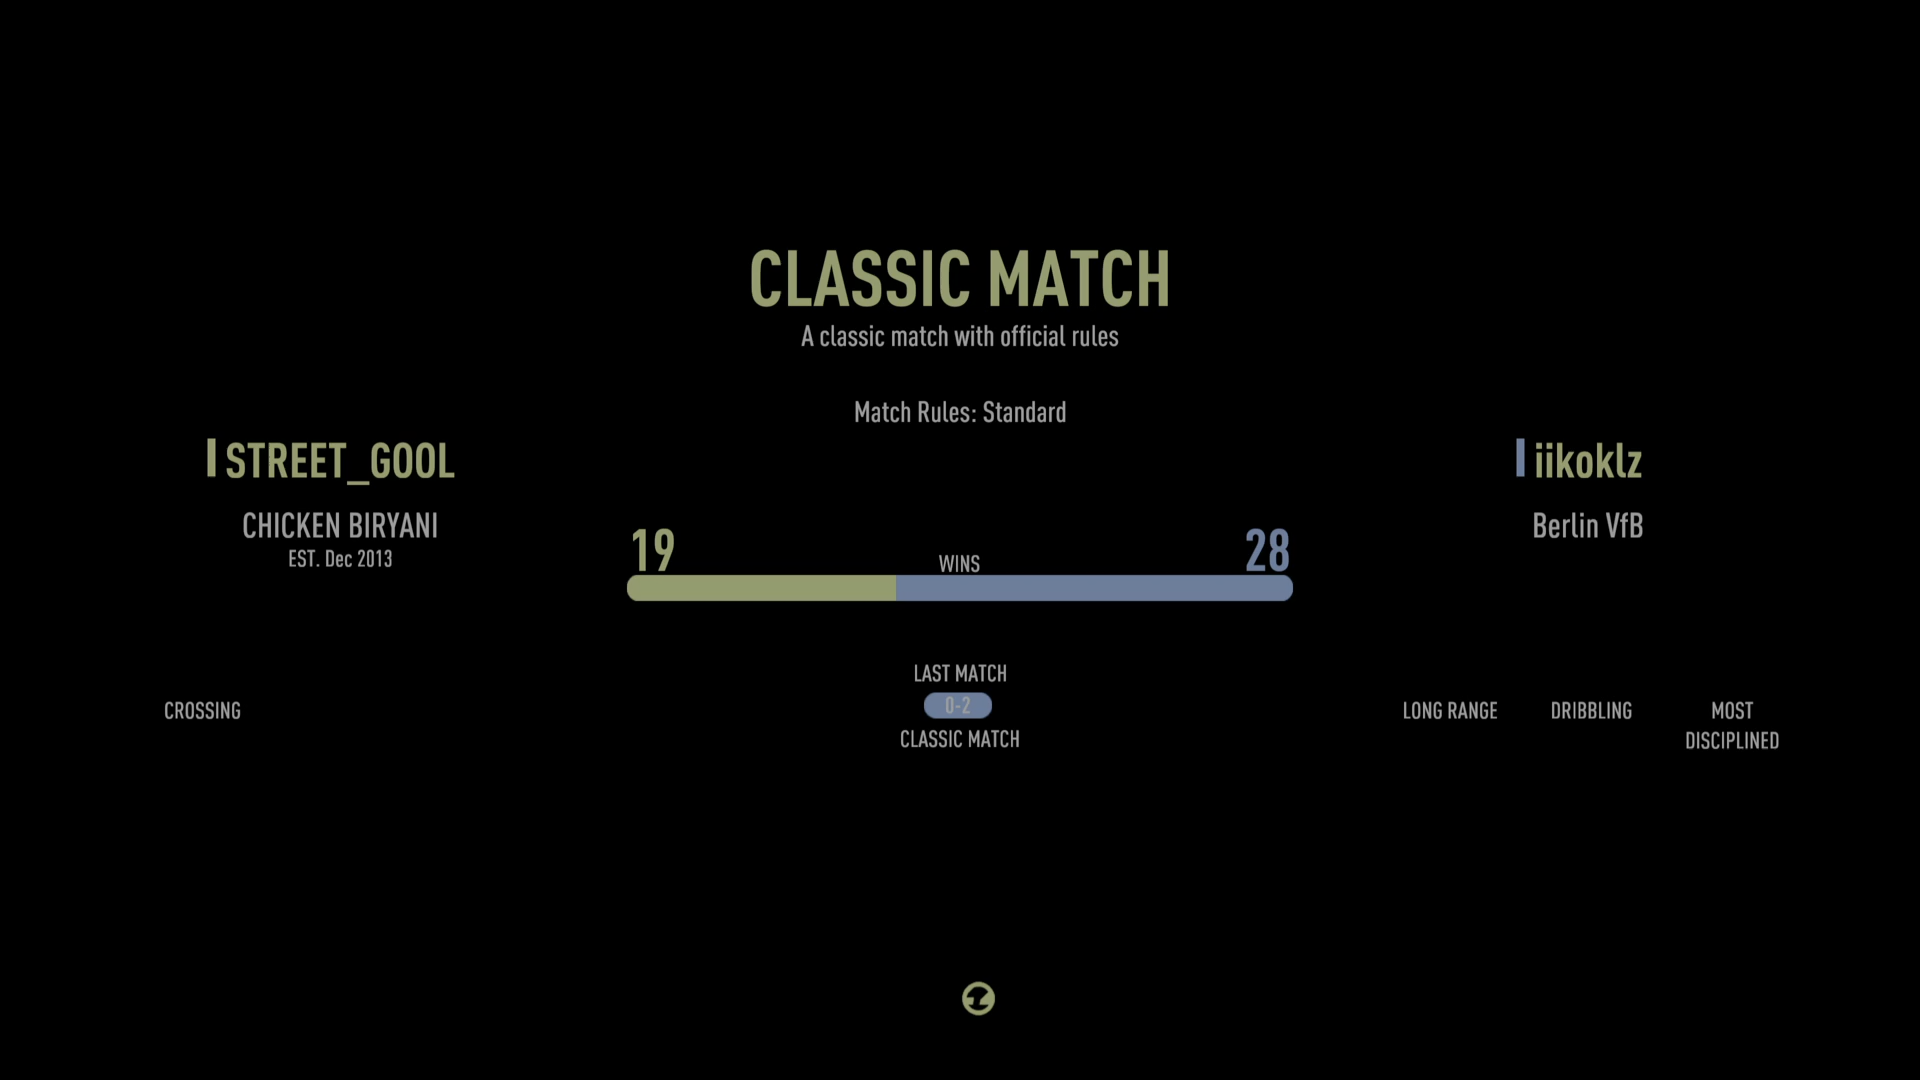 CLASSIC MATCH
A classic match with official rules
Match Rules: Standard
STREET_GOOL
CHICKEN BIRYANI
EST. Dec 2013
iikoklz
Berlin VfB
19
WINS
28
LAST MATCH
0-2
CLASSIC MATCH
CROSSING
LONG RANGE
DRIBBLING
MOST
DISCIPLINED